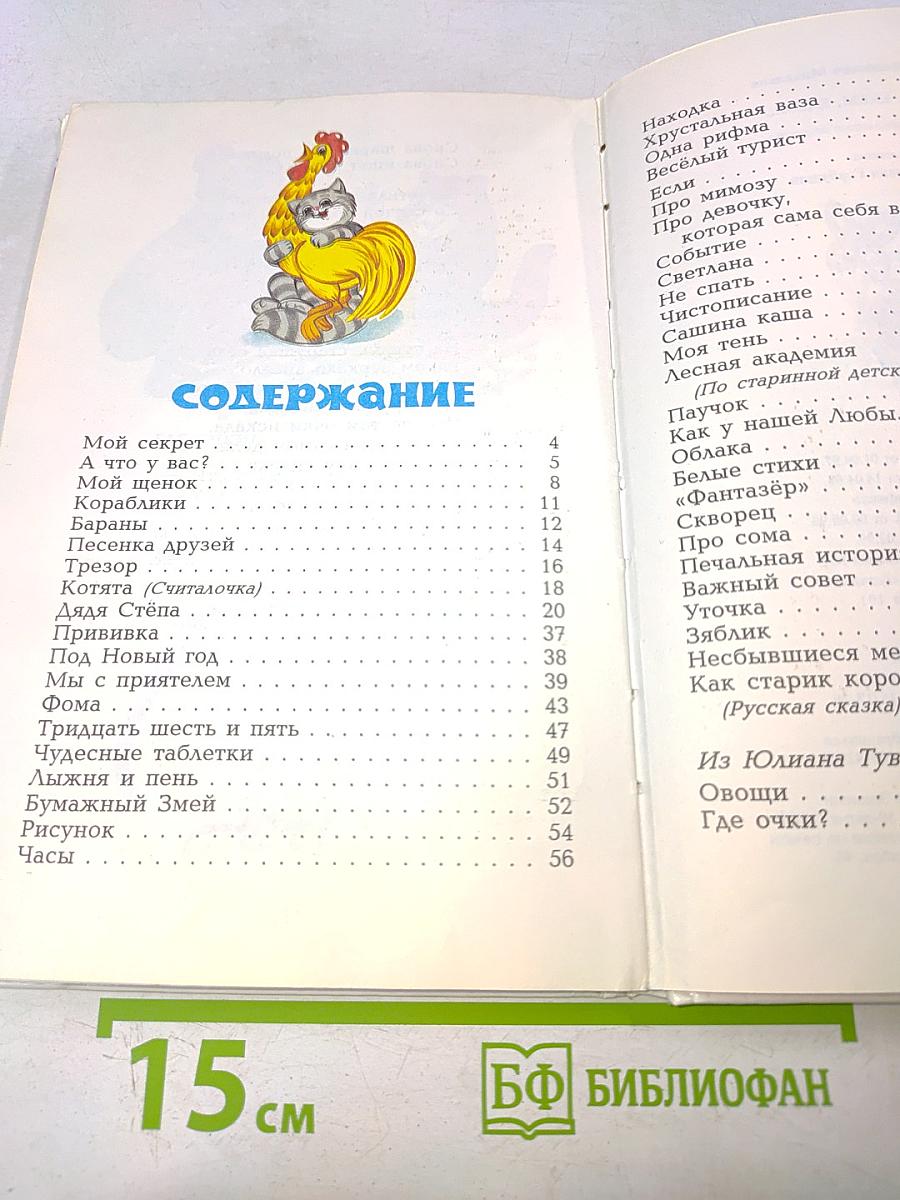 СОДЕРЖАНИЕ
Мой секрет . . . . . . . . . . . . . . . . . . . . 4
А что у вас? . . . . . . . . . . . . . . . . . . . . 5
Мой щенок . . . . . . . . . . . . . . . . . . . . 8
Кораблики . . . . . . . . . . . . . . . . . . . . 11
Бараны . . . . . . . . . . . . . . . . . . . . 12
Песенка друзей . . . . . . . . . . . . . . . . . . . . 14
Трезор . . . . . . . . . . . . . . . . . . . . 16
Котята (Считалочка) . . . . . . . . . . . . . . . . . . 18
Дядя Стёпа . . . . . . . . . . . . . . . . . . . . 20
Прививка . . . . . . . . . . . . . . . . . . . . 37
Под Новый год . . . . . . . . . . . . . . . . . . . . 38
Мы с приятелем . . . . . . . . . . . . . . . . . . . . 39
Фома . . . . . . . . . . . . . . . . . . . . 43
Тридцать шесть и пять . . . . . . . . . . . . . . . . 47
Чудесные таблетки . . . . . . . . . . . . . . . . . . 49
Лыжня и пень . . . . . . . . . . . . . . . . . . . . 51
Бумажный Змей . . . . . . . . . . . . . . . . . . . . 52
Рисунок . . . . . . . . . . . . . . . . . . . . 54
Часы . . . . . . . . . . . . . . . . . . . . 56
Находка . . . . . . .
Хрустальная ваза . . . .
Одна рифма . . . . . .
Весёлый турист . . . .
Если . . . . . . . .
Про мимозу . . . . . .
Про девочку,
которая сама себя в
Событие . . . . . . .
Светлана . . . . . .
Не спать . . . . . .
Чистописание . . . .
Сашина каша . . . .
Моя тень . . . . . .
Лесная академия
(По старинной детск
Паучок . . . . . . .
Как у нашей Любы.
Облака . . . . . . .
Белые стихи . . . .
«Фантазёр» . . . .
Скворец . . . . . .
Про сома . . . . .
Печальная история
Важный совет . .
Уточка . . . . . .
Зяблик . . . . . .
Несбывшиеся ме
Как старик коро
(Русская сказка)
Из Юлиана Тув
Овощи . . . . .
Где очки? . . .
15 см
БФ БИБЛИОФАН